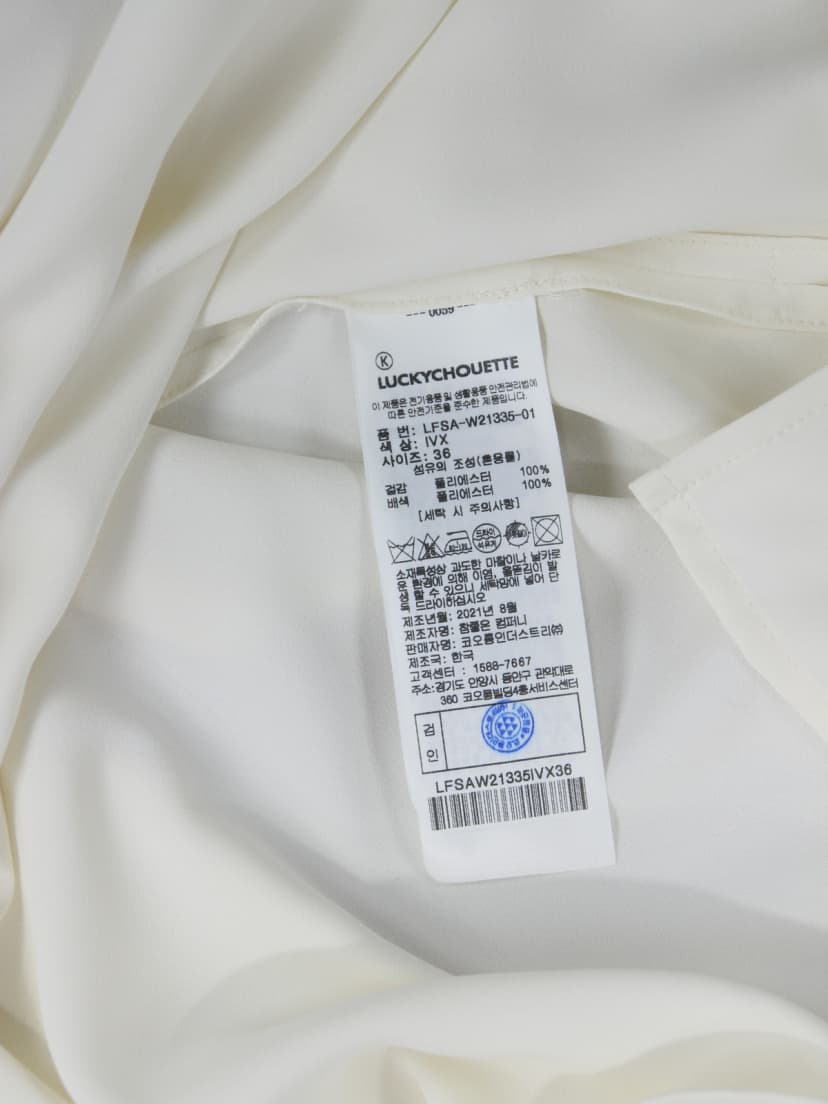 0059
K
LUCKYCHOUETTE
이 제품은 전기용품 및 생활용품 안전관리법에
따른 안전기준을 준수한 제품입니다.
품 번: LFSA-W21335-01
색 상: IVX
사이즈: 36
섬유의 조성(혼용률)
겉감 폴리에스터 100%
배색 폴리에스터 100%
[세탁 시 주의사항]
드라이
석유계
소재특성상 과도한 마찰이나 날카로
운 환경에 의해 이염, 올뜯김이 발
생할 수 있으니 세탁망에 넣어 단
독 드라이하십시오
제조년월: 2021년 8월
제조자명: 참좋은 컴퍼니
판매자명: 코오롱인더스트리㈜
제조국: 한국
고객센터 : 1588-7667
주소:경기도 안양시 동안구 관악대로
360 코오롱빌딩4층서비스센터
검
인
LFSAW21335IVX36